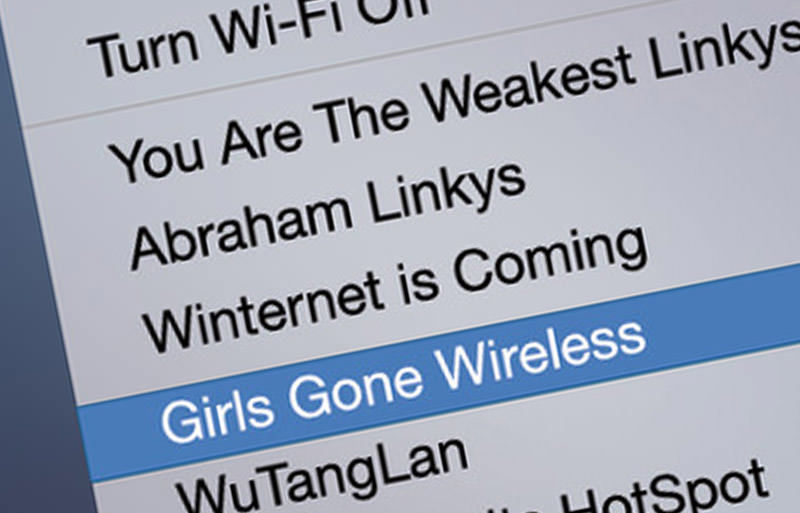 Turn Wi-Fi Off
You Are The Weakest Linkys
Abraham Linkys
Winternet is Coming
Girls Gone Wireless
WuTangLan
HotSpot